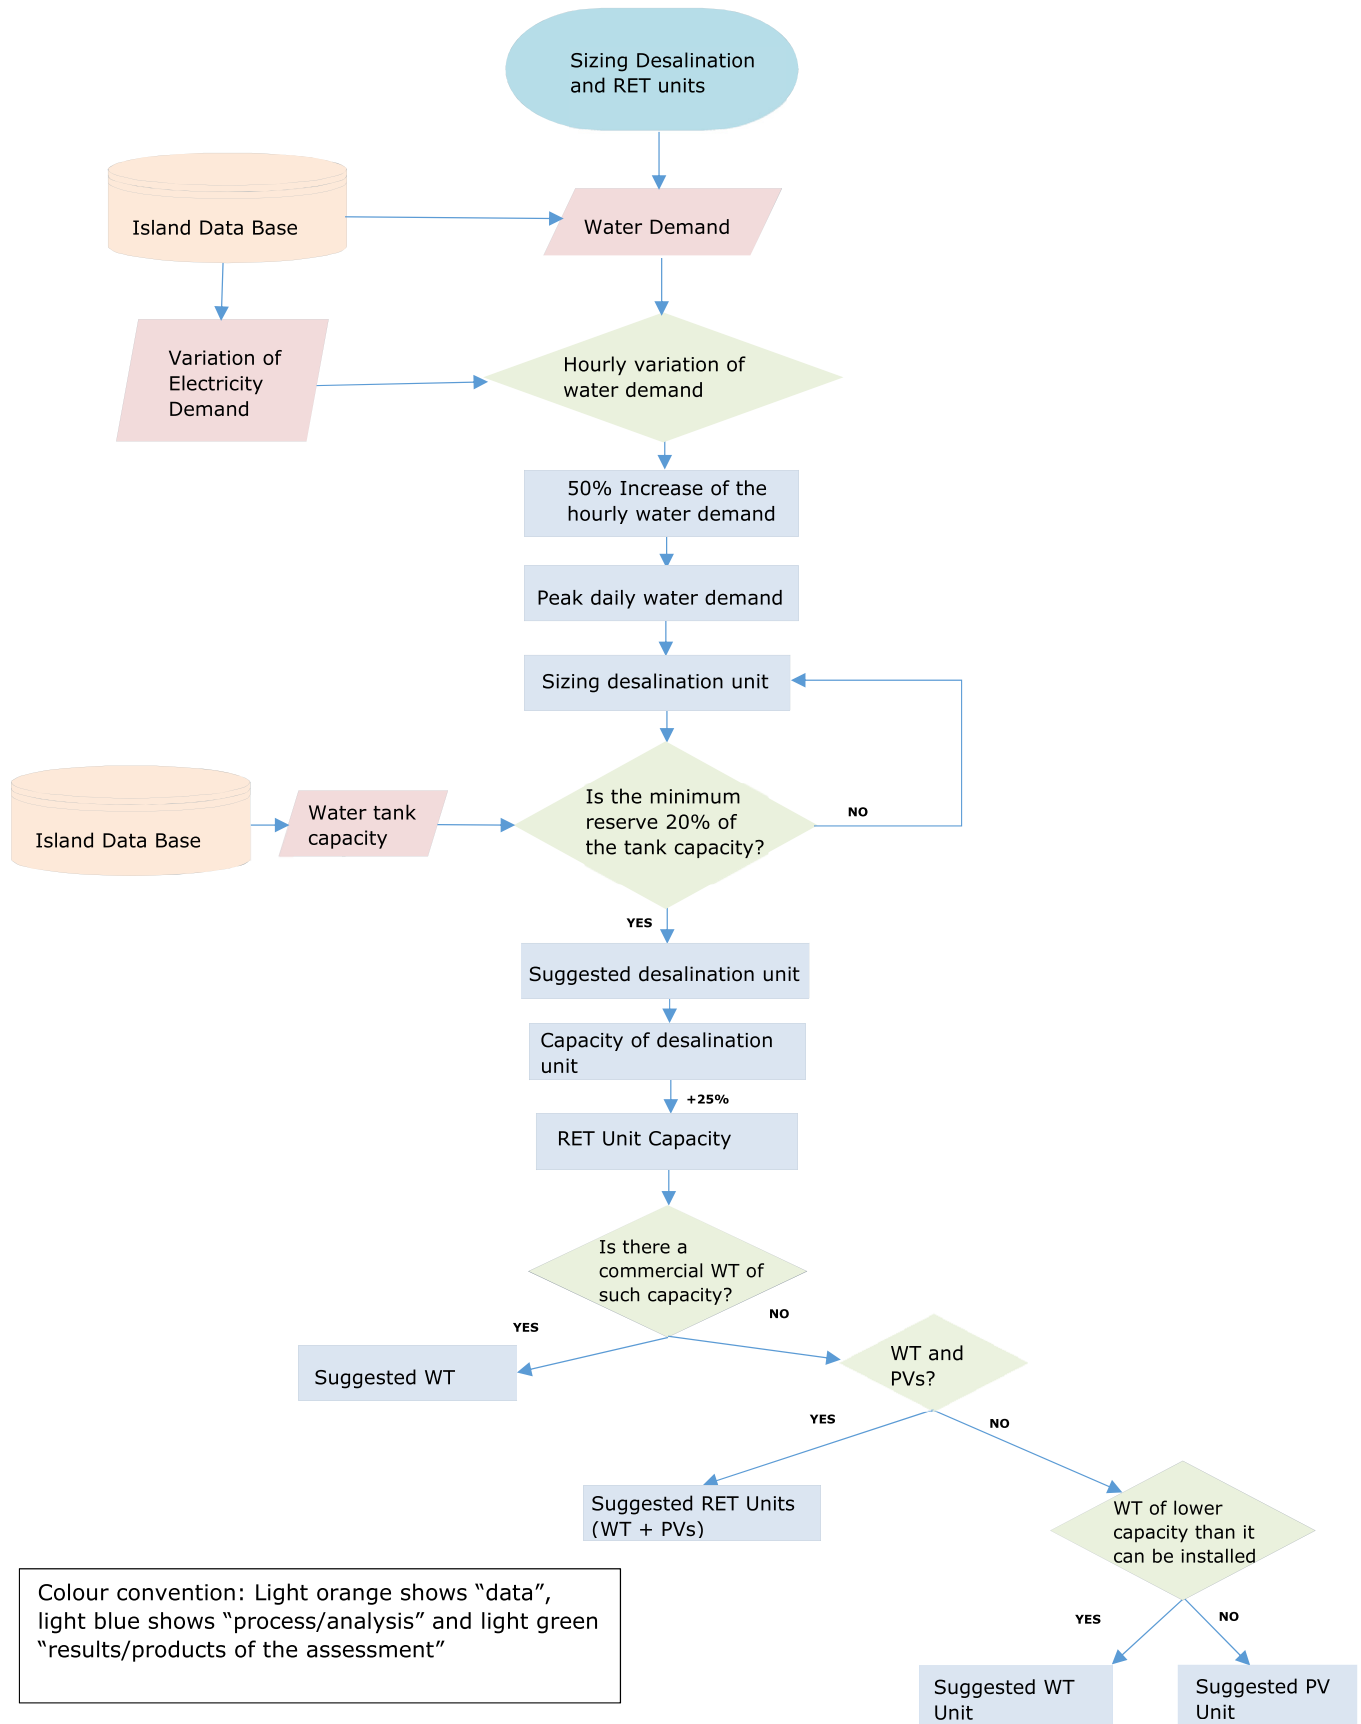 Sizing Desalination
and RET units
Island Data Base
Water Demand
Variation of
Electricity
Demand
Hourly variation of
water demand
50% Increase of the
hourly water demand
Peak daily water demand
Sizing desalination unit
Island Data Base
Water tank
capacity
Is the minimum
reserve 20% of
the tank capacity?
NO
YES
Suggested desalination unit
Capacity of desalination
unit
+25%
RET Unit Capacity
Is there a
commercial WT of
such capacity?
YES
NO
Suggested WT
WT and
PVs?
YES
NO
Suggested RET Units
(WT + PVs)
WT of lower
capacity than it
can be installed
YES
NO
Suggested WT
Unit
Suggested PV
Unit
Colour convention: Light orange shows “data”,
light blue shows “process/analysis” and light green
“results/products of the assessment”